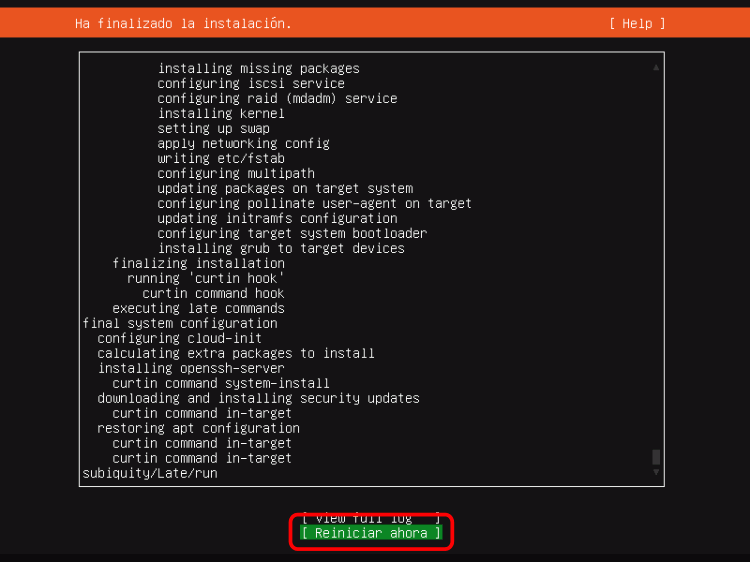 Ha finalizado la instalación. [ Help ]
installing missing packages
configuring iscsi service
configuring raid (mdadm) service
installing kernel
setting up swap
apply networking config
writing etc/fstab
configuring multipath
updating packages on target system
configuring pollinate user-agent on target
updating initramfs configuration
configuring target system bootloader
installing grub to target devices
finalizing installation
running 'curtin hook'
curtin command hook
executing late commands
final system configuration
configuring cloud-init
calculating extra packages to install
installing openssh-server
curtin command system-install
downloading and installing security updates
curtin command in-target
restoring apt configuration
curtin command in-target
curtin command in-target
subiquity/Late/run
[ View full log ]
[ Reiniciar ahora ]